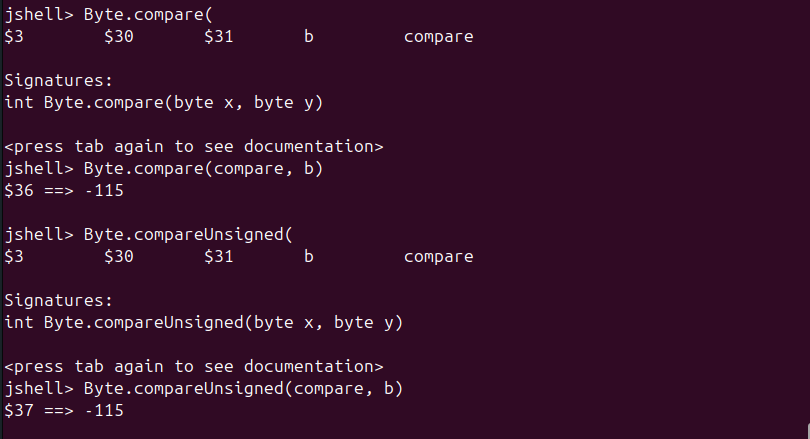 jshell> Byte.compare(
$3        $30       $31       b         compare
Signatures:
int Byte.compare(byte x, byte y)
<press tab again to see documentation>
jshell> Byte.compare(compare, b)
$36 ==> -115
jshell> Byte.compareUnsigned(
$3        $30       $31       b         compare
Signatures:
int Byte.compareUnsigned(byte x, byte y)
<press tab again to see documentation>
jshell> Byte.compareUnsigned(compare, b)
$37 ==> -115